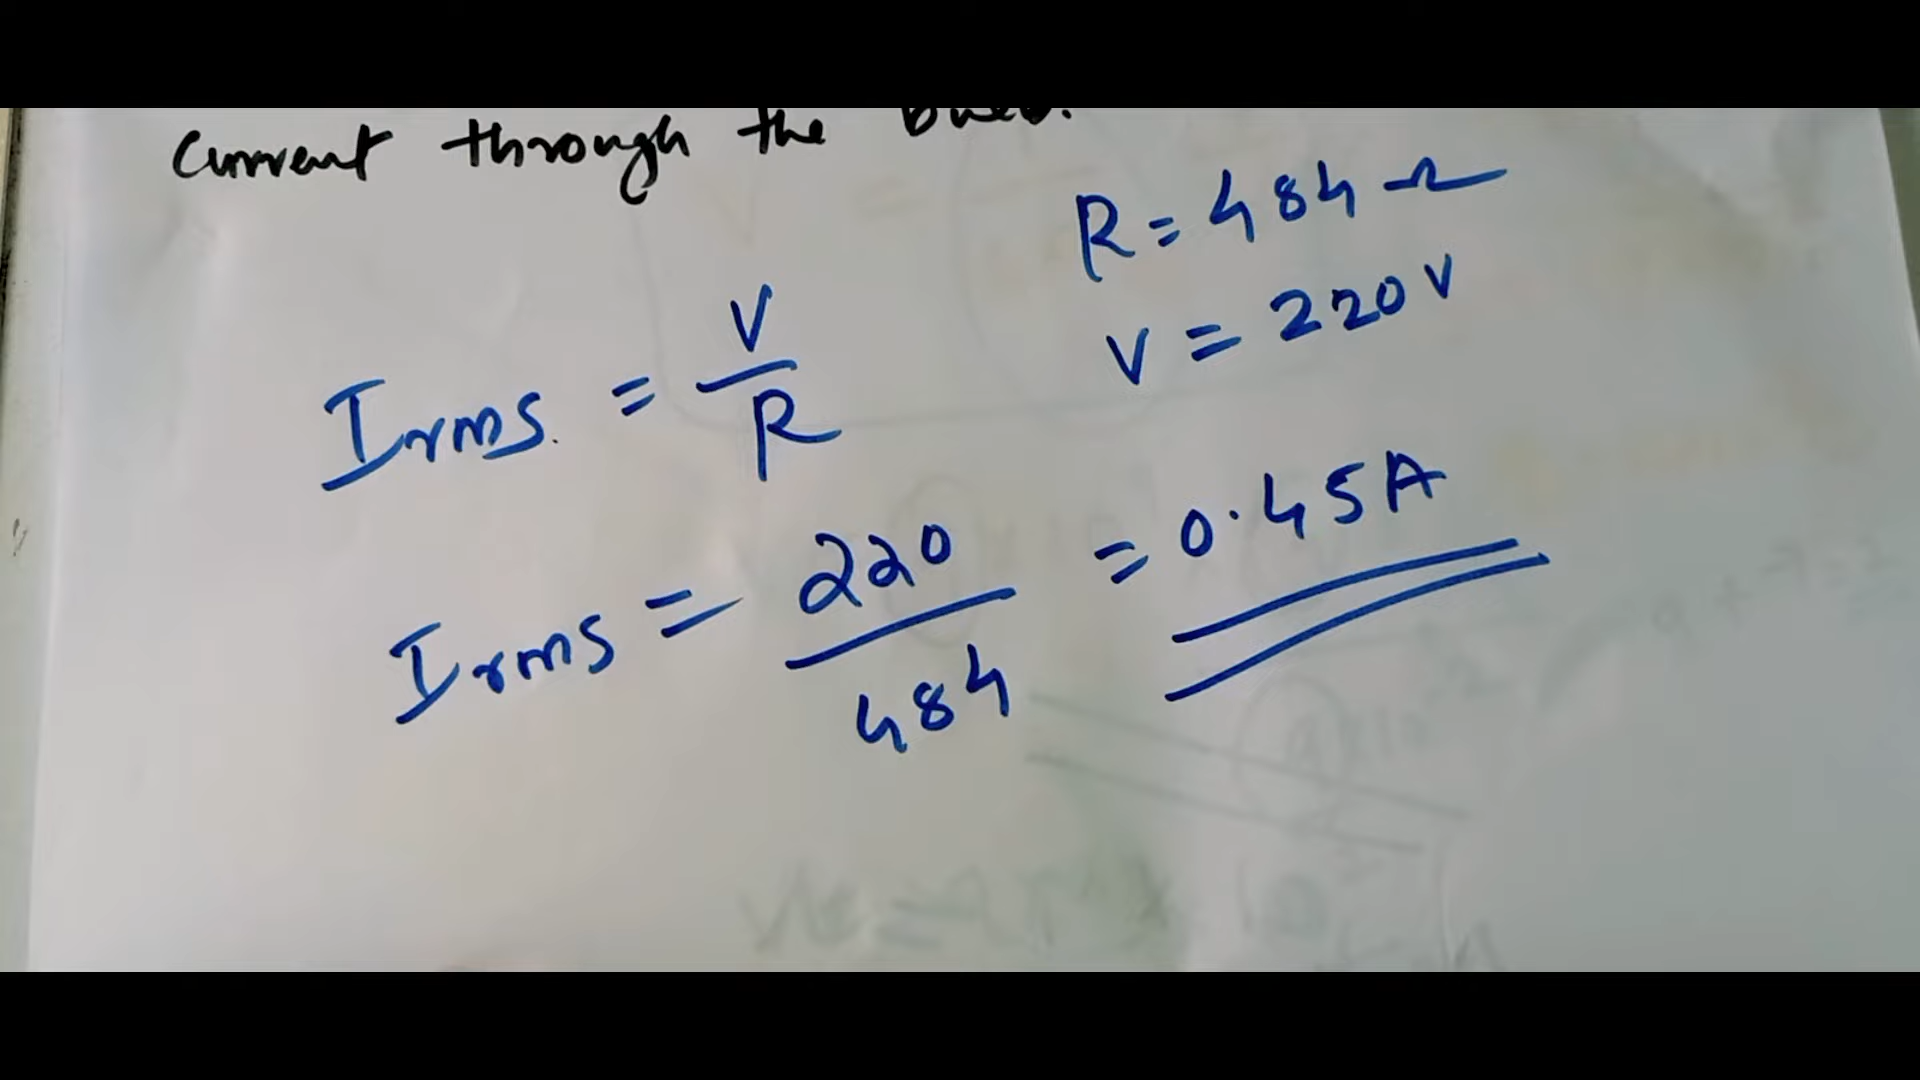 current through the
R = 484 Ω
V = 220 V
Irms. = V/R
Irms = 220/484 = 0.45A